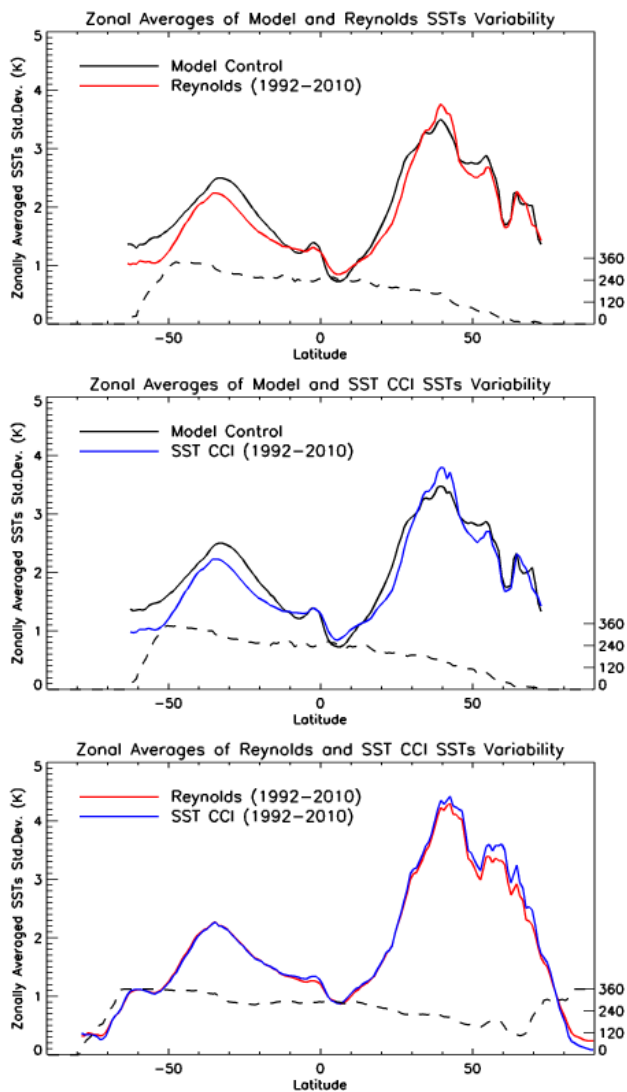 Zonal Averages of Model and Reynolds SSTs Variability
5
4
3
2
1
0
Zonally Averaged SSTs Std.Dev. (K)
Model Control
Reynolds (1992-2010)
360
240
120
0
-50
0
50
Latitude
Zonal Averages of Model and SST CCI SSTs Variability
5
4
3
2
1
0
Zonally Averaged SSTs Std.Dev. (K)
Model Control
SST CCI (1992-2010)
360
240
120
0
-50
0
50
Latitude
Zonal Averages of Reynolds and SST CCI SSTs Variability
5
4
3
2
1
0
Zonally Averaged SSTs Std.Dev. (K)
Reynolds (1992-2010)
SST CCI (1992-2010)
360
240
120
0
-50
0
50
Latitude